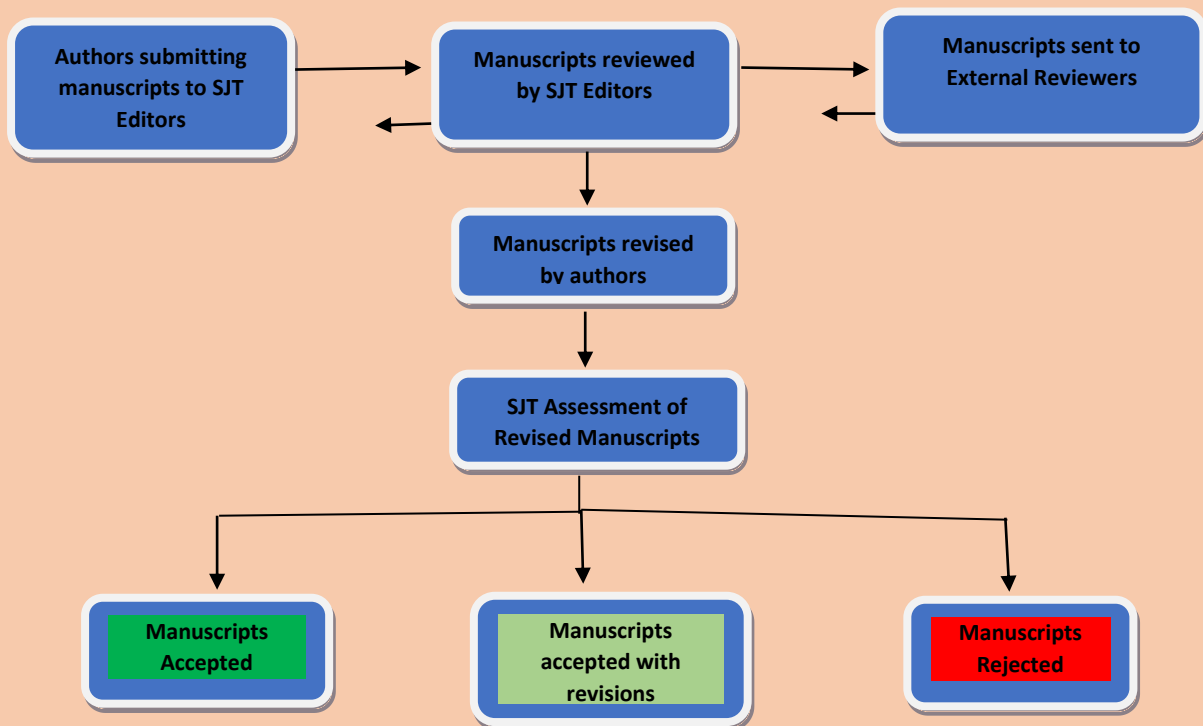 Authors submitting
manuscripts to SJT
Editors
Manuscripts reviewed
by SJT Editors
Manuscripts sent to
External Reviewers
Manuscripts revised
by authors
SJT Assessment of
Revised Manuscripts
Manuscripts
Accepted
Manuscripts
accepted with
revisions
Manuscripts
Rejected